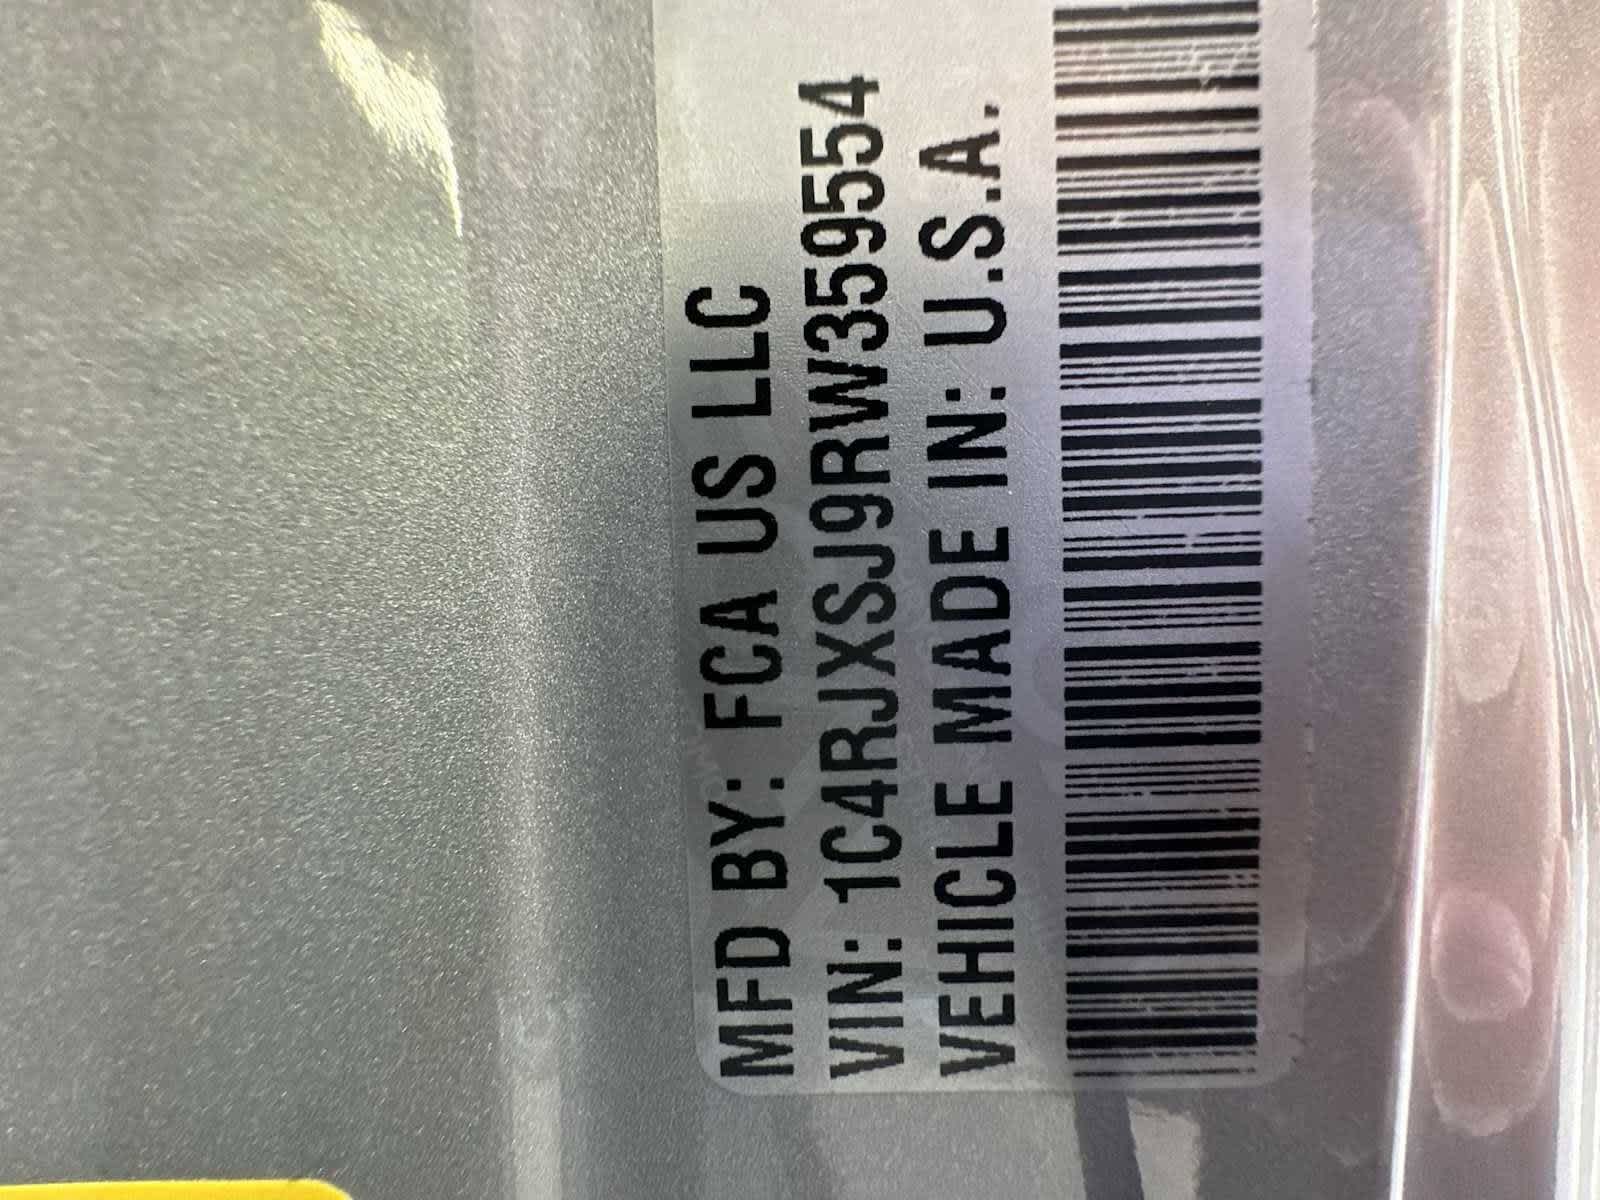 MFD BY: FCA US LLC
VIN: 1C4RJXSJ9RW359554
VEHICLE MADE IN: U.S.A.